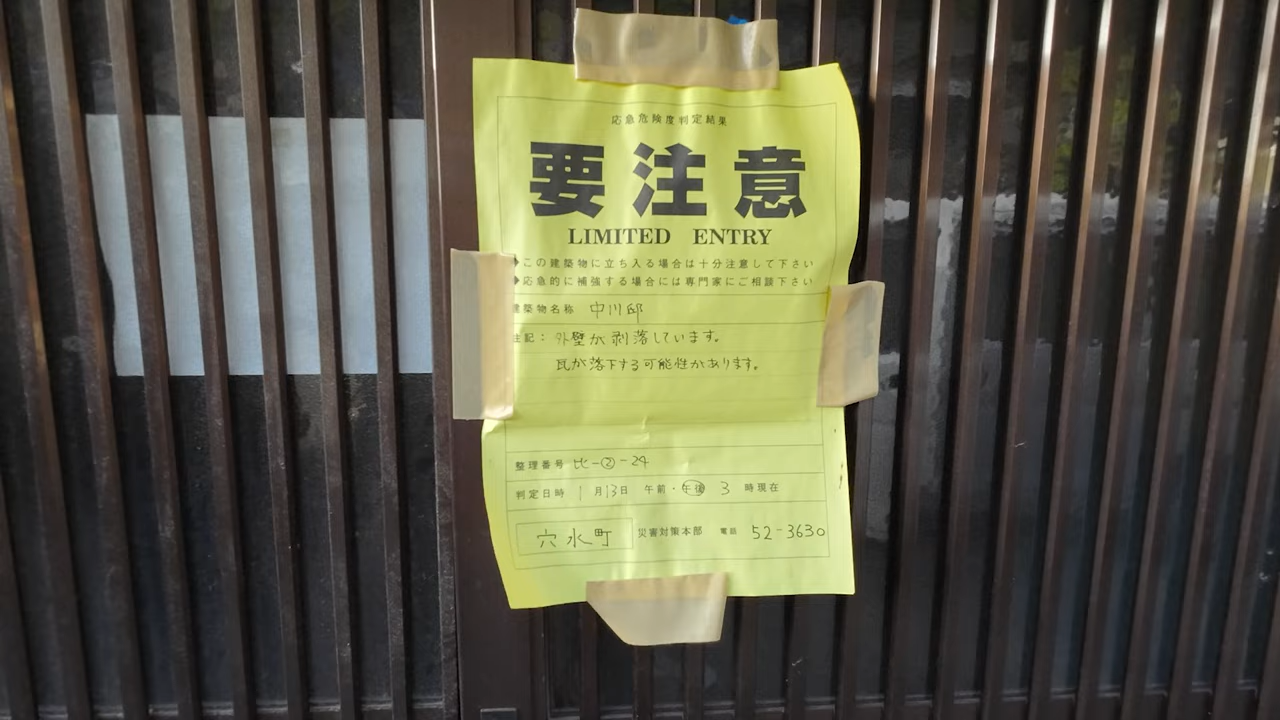 応急危険度判定結果
要注意
LIMITED ENTRY
◆この建築物に立ち入る場合は十分注意して下さい
◆応急的に補強する場合には専門家にご相談下さい
建築物名称 中川邸
注記: 外壁が剥落しています。
瓦が落下する可能性があります。
整理番号 比-②-24
判定日時 1月13日 午前・午後 3 時現在
穴水町 災害対策本部 電話 52-3630